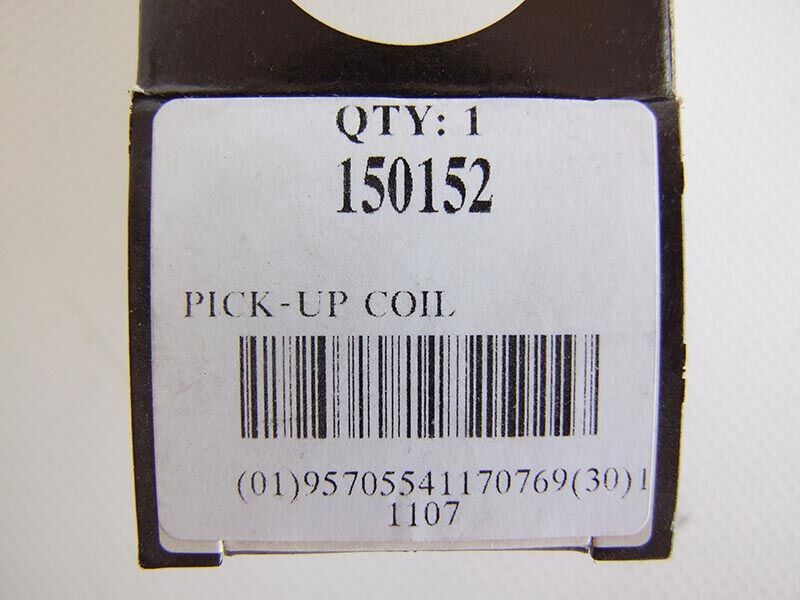 QTY: 1
150152
PICK-UP COIL
(01)95705541170769(30)1
1107